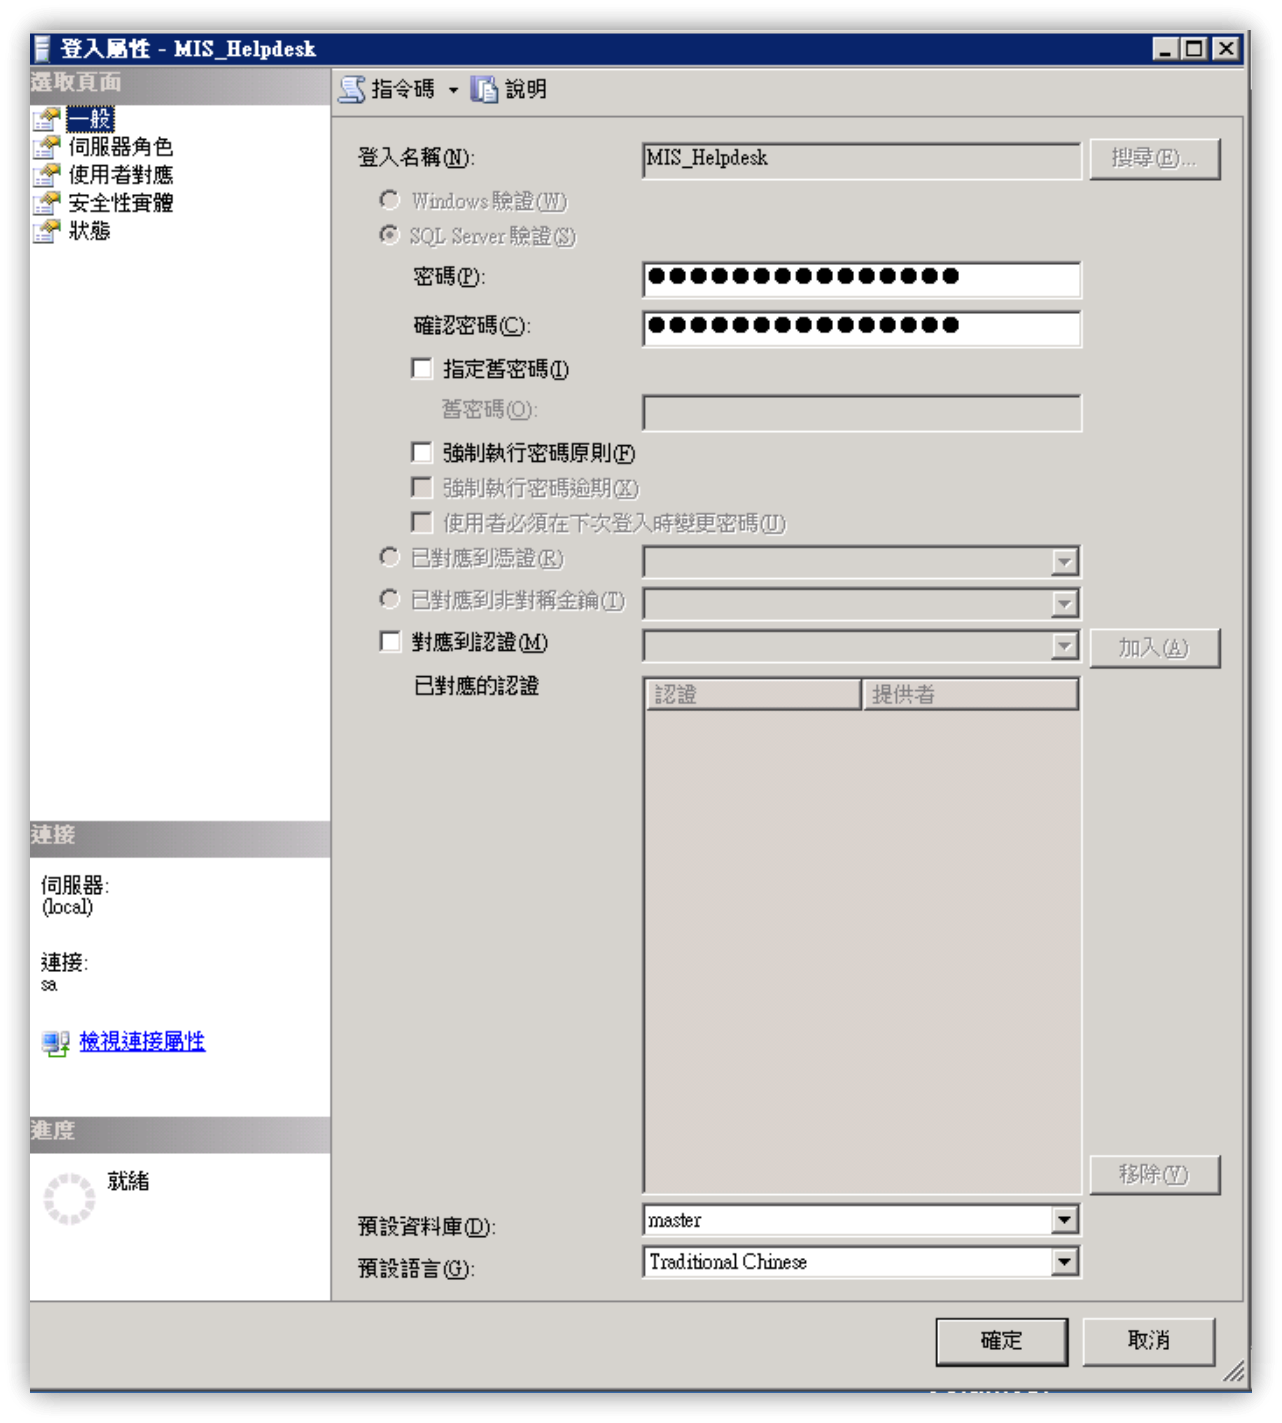 登入屬性 - MIS_Helpdesk
選取頁面
一般
伺服器角色
使用者對應
安全性實體
狀態
指令碼
說明
登入名稱(N):
MIS_Helpdesk
搜尋(E)...
Windows 驗證(W)
SQL Server 驗證(S)
密碼(P):
●●●●●●●●●●●●●●●
確認密碼(C):
●●●●●●●●●●●●●●●
指定舊密碼(I)
舊密碼(O):
強制執行密碼原則(F)
強制執行密碼逾期(X)
使用者必須在下次登入時變更密碼(U)
已對應到憑證(R)
已對應到非對稱金鑰(T)
對應到認證(M)
加入(A)
已對應的認證
認證
提供者
移除(V)
預設資料庫(D):
master
預設語言(G):
Traditional Chinese
連接
伺服器:
(local)
連接:
sa
檢視連接屬性
進度
就緒
確定
取消